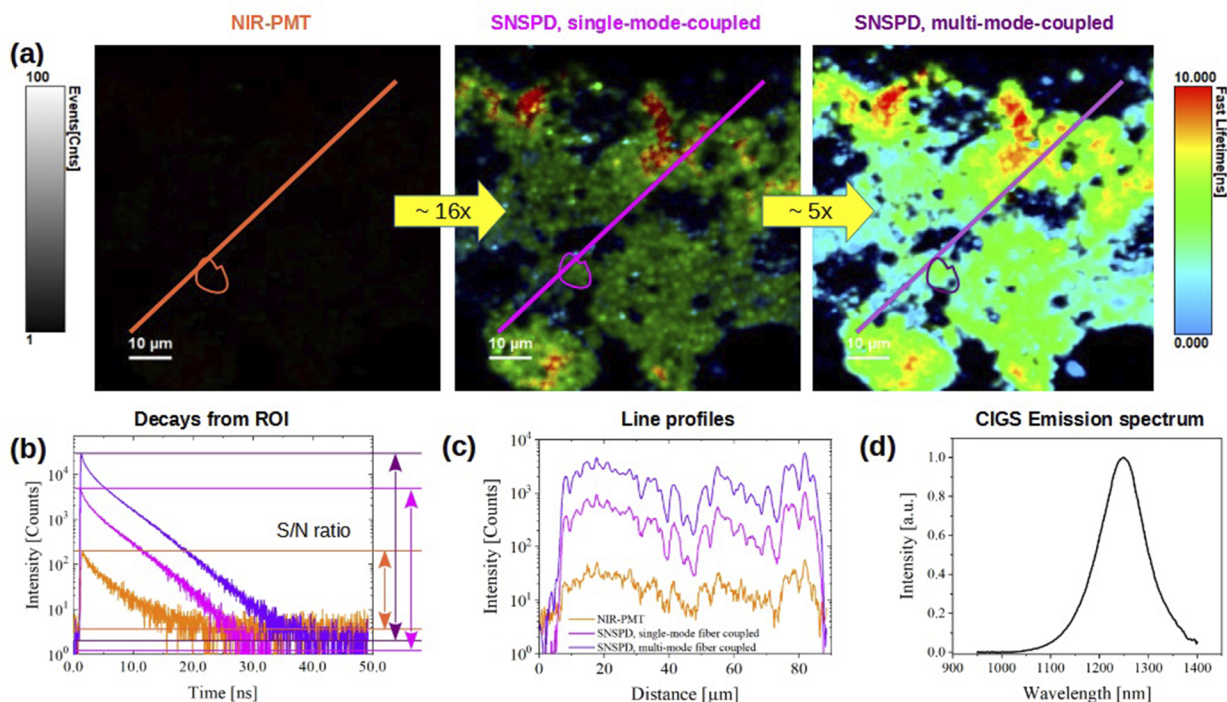 NIR-PMT
SNSPD, single-mode-coupled
SNSPD, multi-mode-coupled
(a)
100
Events[Cnts]
1
10 µm
~ 16x
10 µm
~ 5x
10 µm
10.000
Fast Lifetime[ns]
0.000
(b)
Decays from ROI
Intensity [Counts]
10⁴
10³
10²
10¹
10⁰
S/N ratio
0.0 10.0 20.0 30.0 40.0 50.0
Time [ns]
(c)
Line profiles
Intensity [Counts]
10⁴
10³
10²
10¹
10⁰
NIR-PMT
SNSPD, single-mode fiber coupled
SNSPD, multi-mode fiber coupled
0 20 40 60 80
Distance [µm]
(d)
CIGS Emission spectrum
Intensity [a.u.]
1.0
0.8
0.6
0.4
0.2
0.0
900 1000 1100 1200 1300 1400
Wavelength [nm]